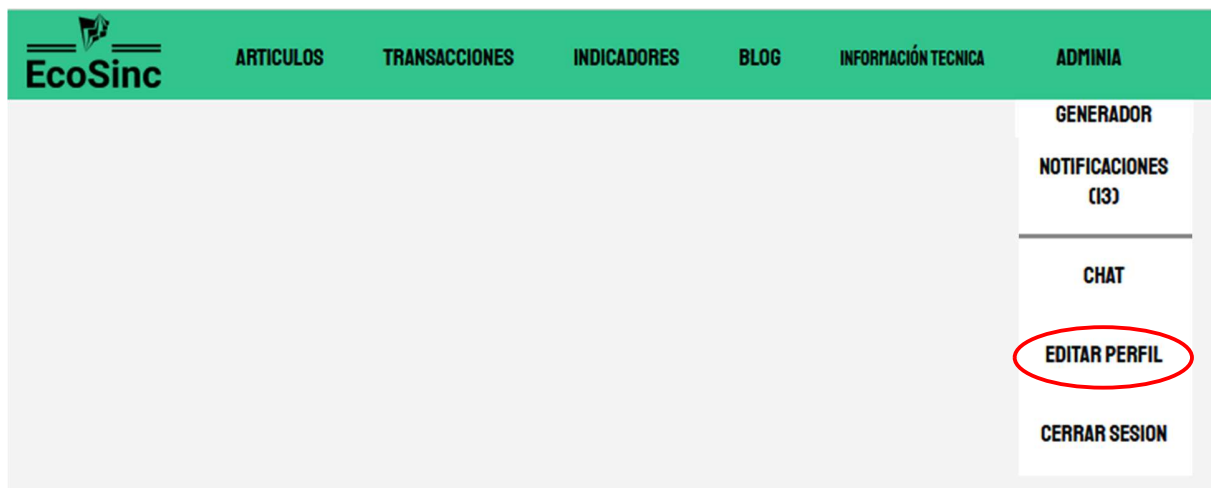 EcoSinc
ARTICULOS TRANSACCIONES INDICADORES BLOG INFORMACIÓN TECNICA ADMINIA
GENERADOR
NOTIFICACIONES
(13)
CHAT
EDITAR PERFIL
CERRAR SESION